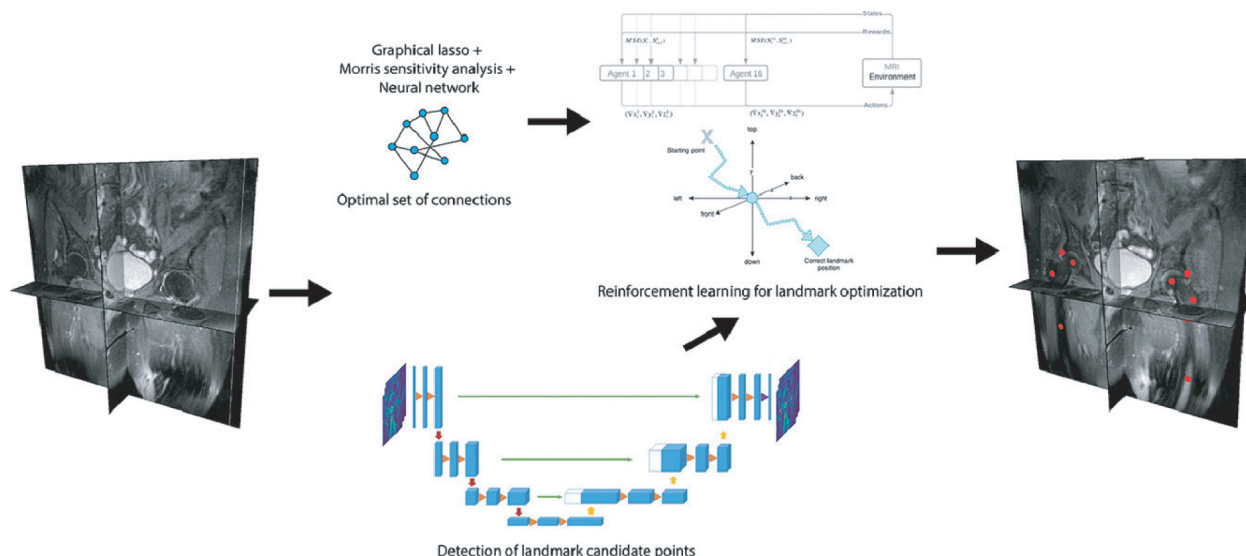 Graphical lasso +
Morris sensitivity analysis +
Neural network
Optimal set of connections
States
Rewards
Agent 1 2 3
Agent 16
MRI
Environment
Actions
Starting point
top
y
back
left
right
front
down
Correct landmark
position
Reinforcement learning for landmark optimization
Detection of landmark candidate points